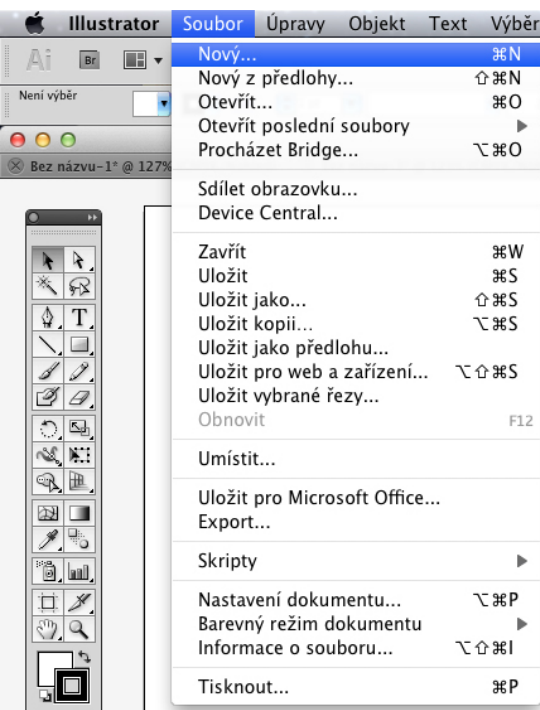 Illustrator Soubor Úpravy Objekt Text Výběr
Ai Br
Není výběr
Bez názvu-1* @ 127%
Nový... ⌘N
Nový z předlohy... ⇧⌘N
Otevřít... ⌘O
Otevřít poslední soubory ▶
Procházet Bridge... ⌥⌘O
Sdílet obrazovku...
Device Central...
Zavřít ⌘W
Uložit ⌘S
Uložit jako... ⇧⌘S
Uložit kopii... ⌥⌘S
Uložit jako předlohu...
Uložit pro web a zařízení... ⌥⇧⌘S
Uložit vybrané řezy...
Obnovit F12
Umístit...
Uložit pro Microsoft Office...
Export...
Skripty ▶
Nastavení dokumentu... ⌥⌘P
Barevný režim dokumentu ▶
Informace o souboru... ⌥⇧⌘I
Tisknout... ⌘P